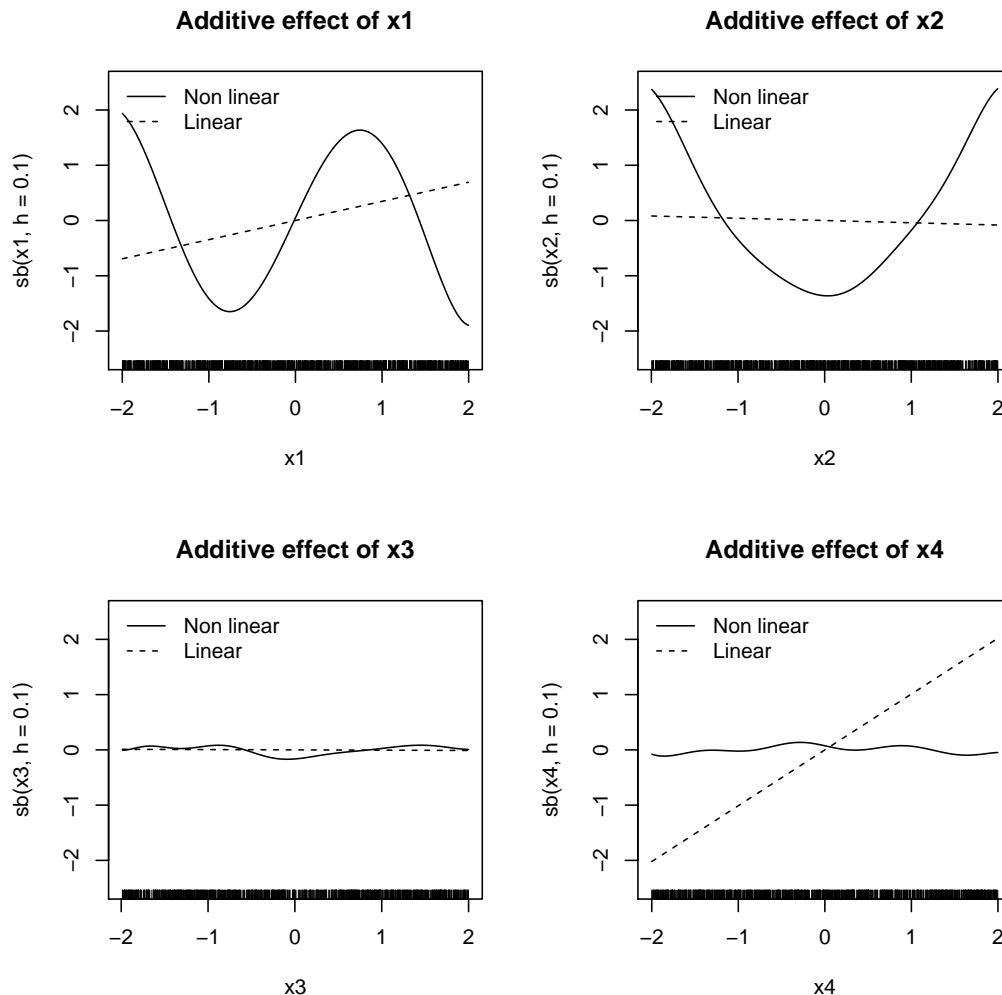 Additive effect of x1
Non linear
Linear
sb(x1, h = 0.1)
2
1
0
−1
−2
−2 −1 0 1 2
x1
Additive effect of x2
Non linear
Linear
sb(x2, h = 0.1)
2
1
0
−1
−2
−2 −1 0 1 2
x2
Additive effect of x3
Non linear
Linear
sb(x3, h = 0.1)
2
1
0
−1
−2
−2 −1 0 1 2
x3
Additive effect of x4
Non linear
Linear
sb(x4, h = 0.1)
2
1
0
−1
−2
−2 −1 0 1 2
x4